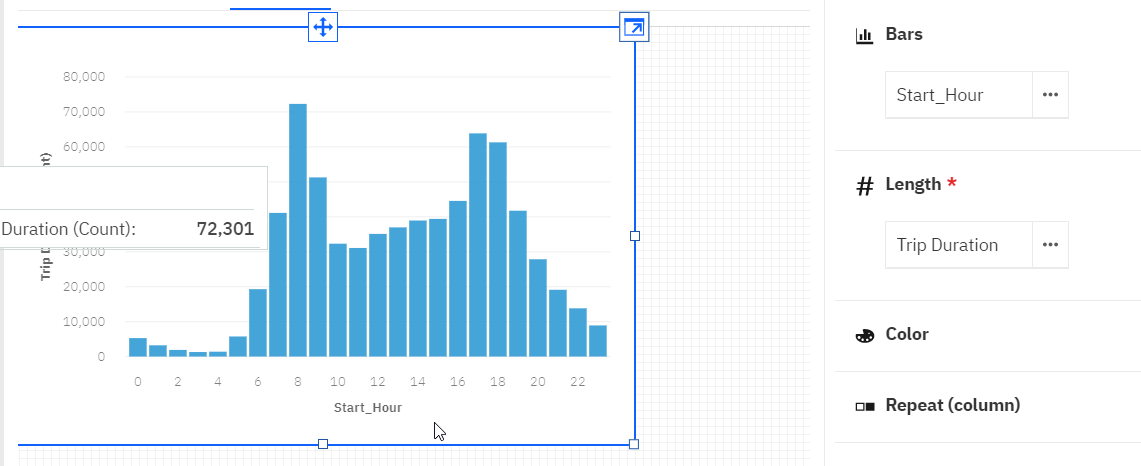 80,000
70,000
60,000
Duration (Count): 72,301
30,000
20,000
10,000
0
0 2 4 6 8 10 12 14 16 18 20 22
Start_Hour
Bars
Start_Hour
Length *
Trip Duration
Color
Repeat (column)